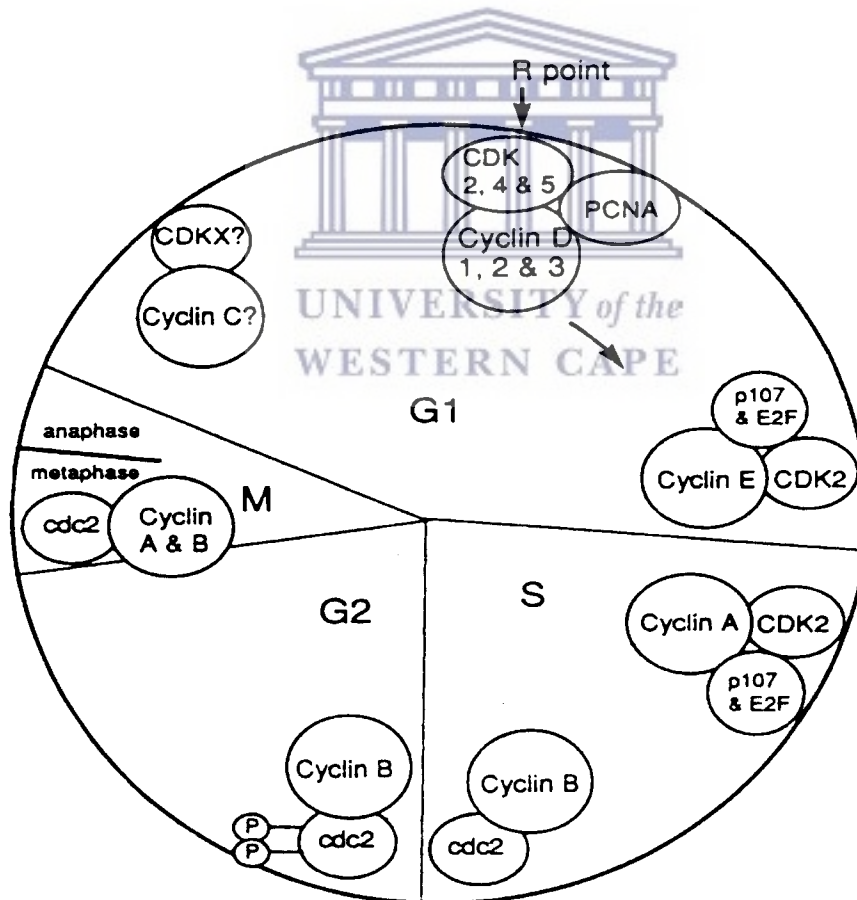 R point
CDK
2, 4 & 5
PCNA
Cyclin D
1, 2 & 3
CDKX?
Cyclin C?
UNIVERSITY of the
WESTERN CAPE
G1
p107
& E2F
Cyclin E
CDK2
anaphase
metaphase
M
cdc2
Cyclin
A & B
G2
S
Cyclin A
CDK2
p107
& E2F
Cyclin B
P
P
cdc2
Cyclin B
cdc2